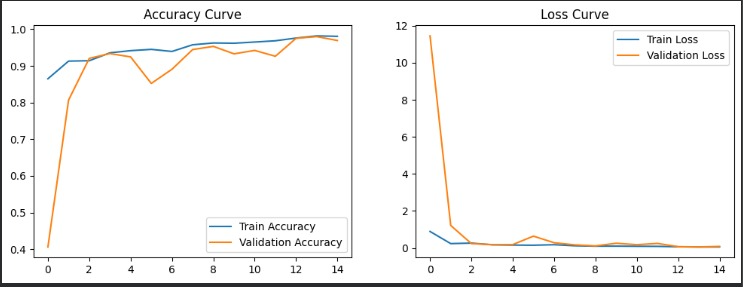 Accuracy Curve
1.0
0.9
0.8
0.7
0.6
0.5
0.4
Train Accuracy
Validation Accuracy
0 2 4 6 8 10 12 14
Loss Curve
12
10
8
6
4
2
0
Train Loss
Validation Loss
0 2 4 6 8 10 12 14